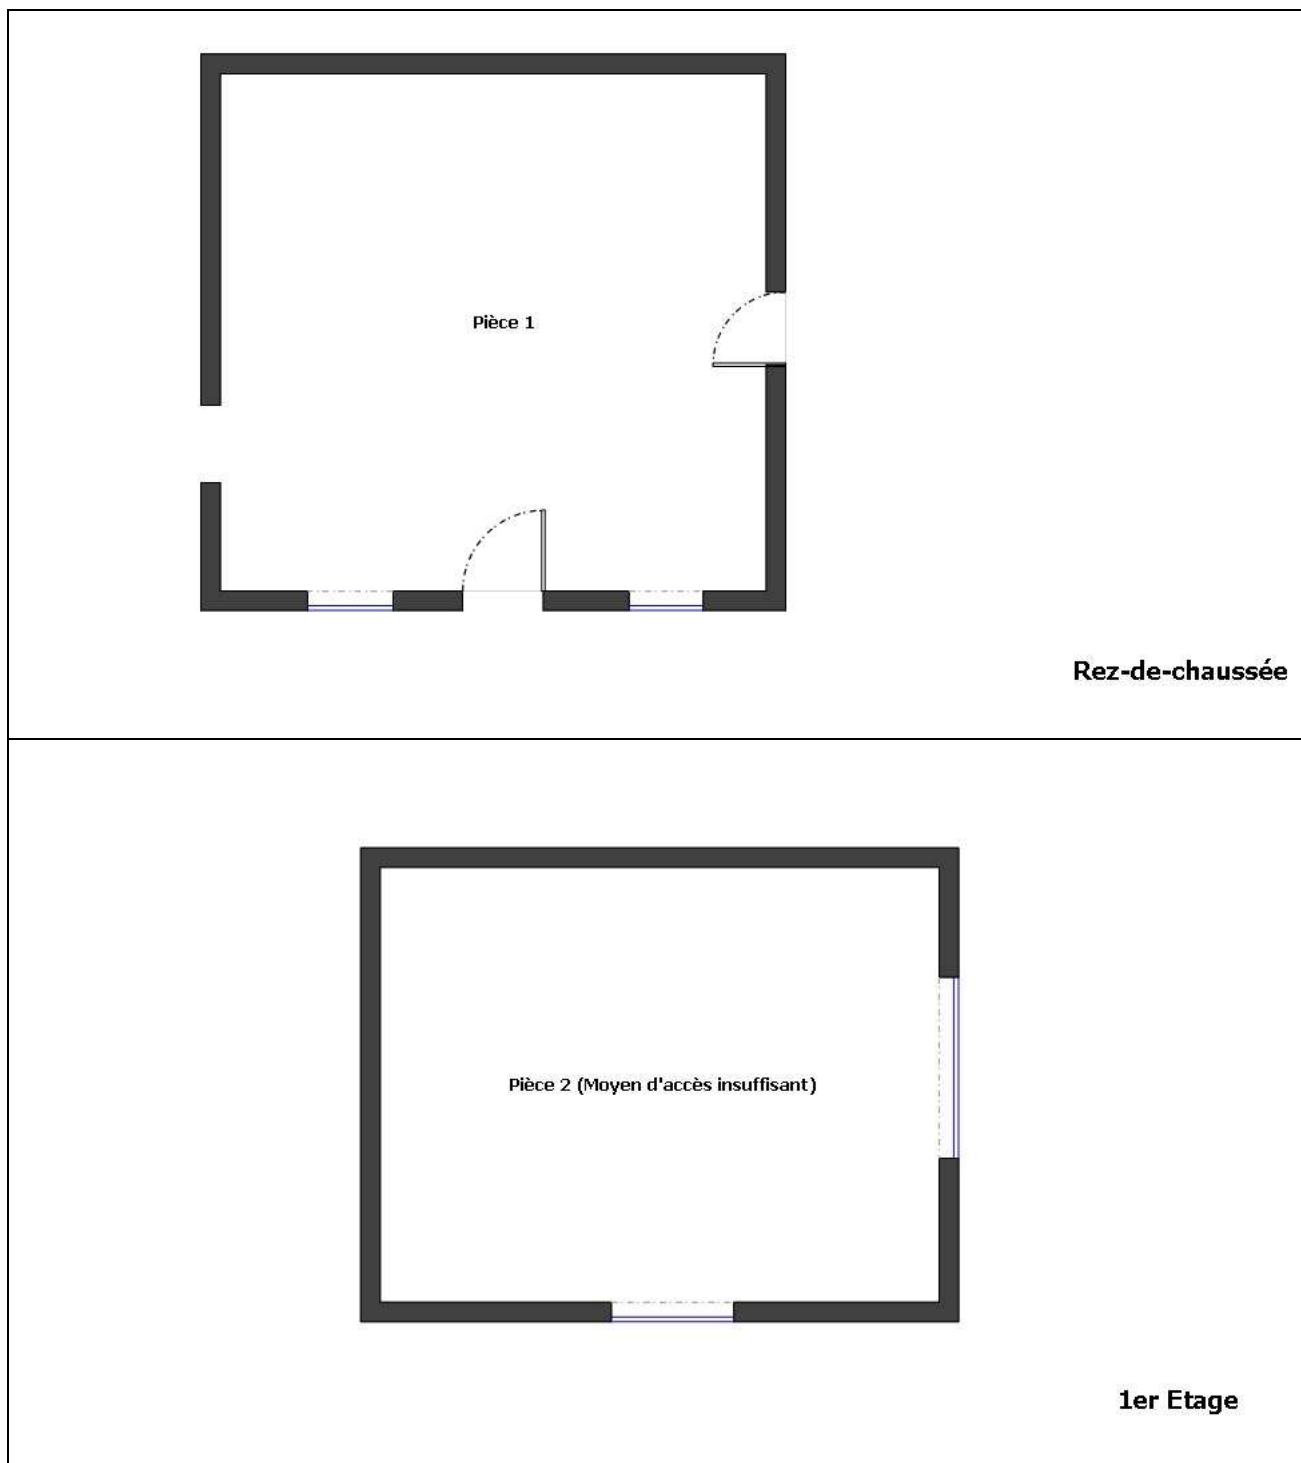 Pièce 1
Rez-de-chaussée
Pièce 2 (Moyen d'accès insuffisant)
1er Etage